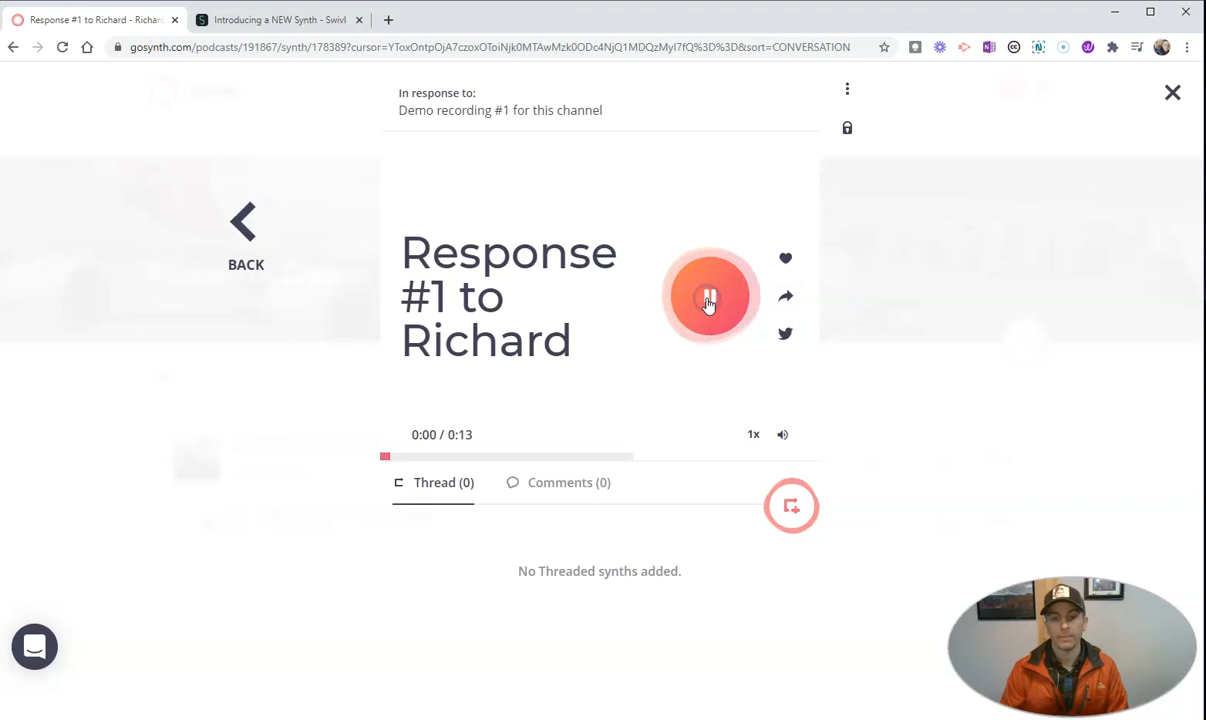 Response #1 to Richard - Richard
Introducing a NEW Synth - Swivl
gosynth.com/podcasts/191867/synth/178389?cursor=YToxOntpOjA7czoxOToiNjk0MTAwMzk0ODc4NjQ1MDQzMyI7fQ%3D%3D&sort=CONVERSATION
In response to:
Demo recording #1 for this channel
BACK
Response
#1 to
Richard
0:00 / 0:13
1x
Thread (0)
Comments (0)
No Threaded synths added.